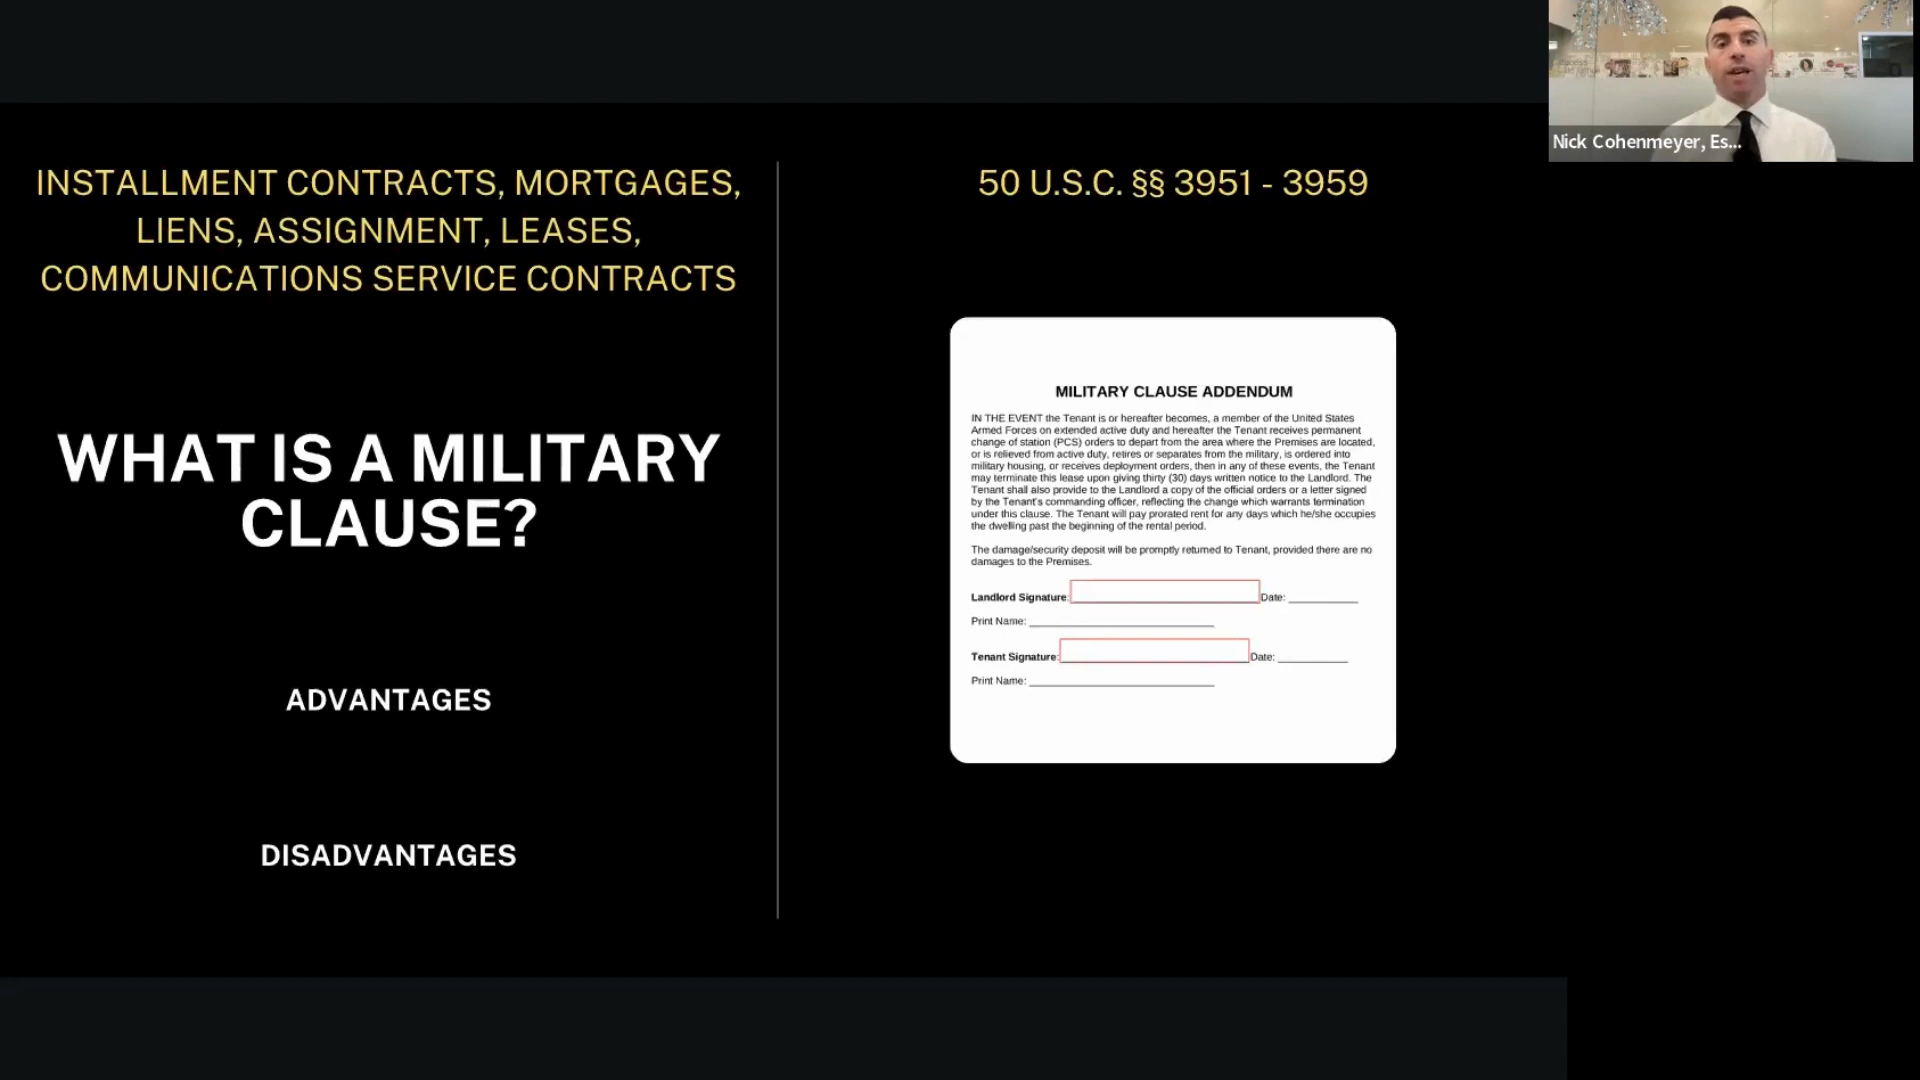 INSTALLMENT CONTRACTS, MORTGAGES,
LIENS, ASSIGNMENT, LEASES,
COMMUNICATIONS SERVICE CONTRACTS
WHAT IS A MILITARY
CLAUSE?
ADVANTAGES
DISADVANTAGES
50 U.S.C. §§ 3951 - 3959
MILITARY CLAUSE ADDENDUM
IN THE EVENT the Tenant is or hereafter becomes, a member of the United States
Armed Forces on extended active duty and hereafter the Tenant receives permanent
change of station (PCS) orders to depart from the area where the Premises are located,
or is relieved from active duty, retires or separates from the military, is ordered into
military housing, or receives deployment orders, then in any of these events, the Tenant
may terminate this lease upon giving thirty (30) days written notice to the Landlord. The
Tenant shall also provide to the Landlord a copy of the official orders or a letter signed
by the Tenant's commanding officer, reflecting the change which warrants termination
under this clause. The Tenant will pay prorated rent for any days which he/she occupies
the dwelling past the beginning of the rental period.
The damage/security deposit will be promptly returned to Tenant, provided there are no
damages to the Premises.
Landlord Signature: Date: ____________
Print Name: ________________________________
Tenant Signature: Date: ____________
Print Name: ________________________________
Nick Cohenmeyer, Es...